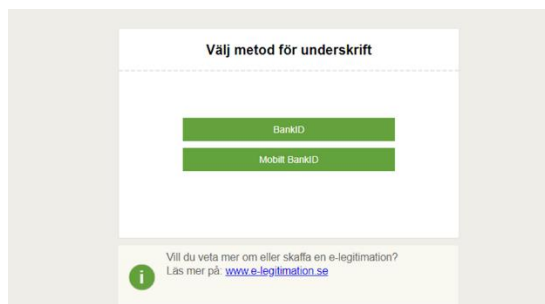 Välj metod för underskrift
BankID
Mobilt BankID
Vill du veta mer om eller skaffa en e-legitimation?
Läs mer på: www.e-legitimation.se